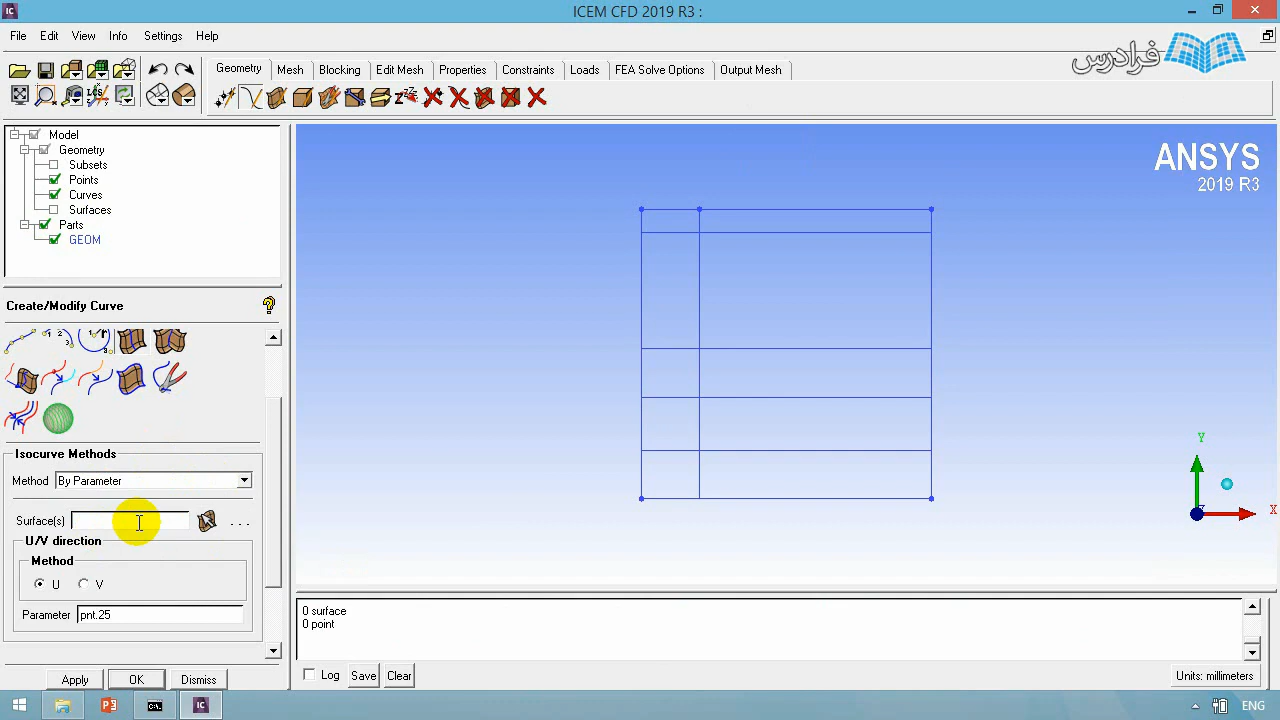 ICEM CFD 2019 R3 :
File Edit View Info Settings Help
فرادرس
Geometry Mesh Blocking Edit Mesh Properties Constraints Loads FEA Solve Options Output Mesh
Model
Geometry
Subsets
Points
Curves
Surfaces
Parts
GEOM
ANSYS
2019 R3
Create/Modify Curve
Isocurve Methods
Method By Parameter
Surface(s) ...
U/V direction
Method
U V
Parameter pnt.25
Apply OK Dismiss
Y
X
0 surface
0 point
Log Save Clear
Units: millimeters
ENG